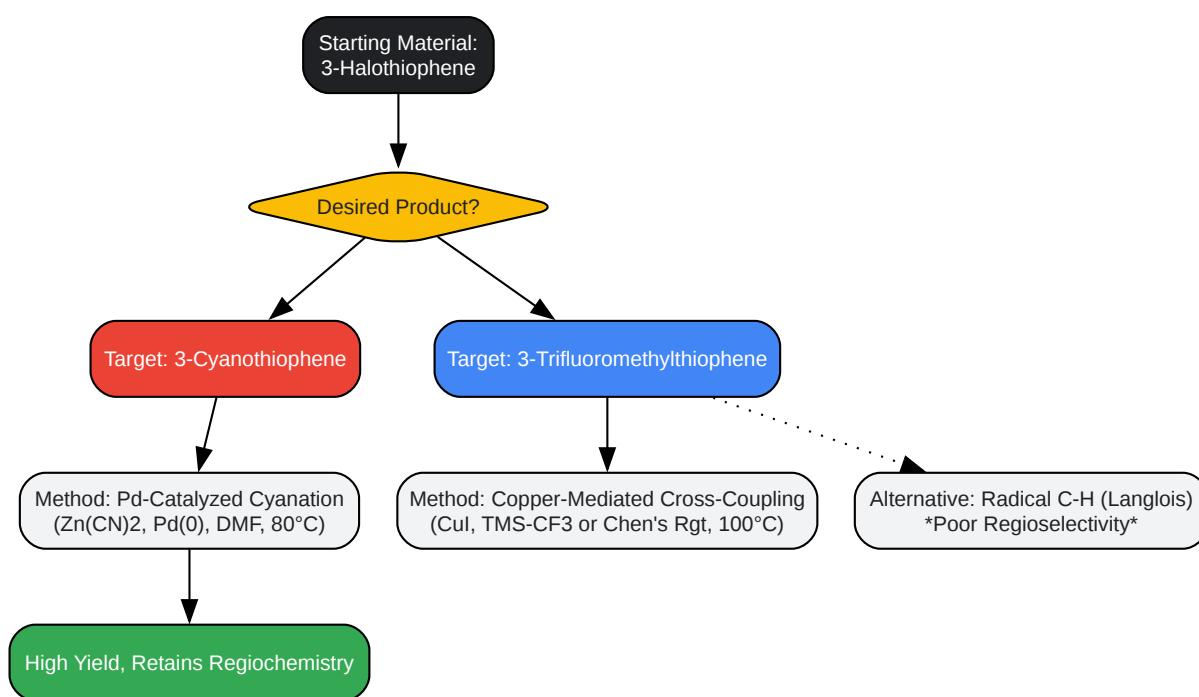 Starting Material:
3-Halothiophene
Desired Product?
Target: 3-Cyanothiophene
Target: 3-Trifluoromethylthiophene
Method: Pd-Catalyzed Cyanation
(Zn(CN)2, Pd(0), DMF, 80°C)
Method: Copper-Mediated Cross-Coupling
(CuI, TMS-CF3 or Chen's Rgt, 100°C)
Alternative: Radical C-H (Langlois)
*Poor Regioselectivity*
High Yield, Retains Regiochemistry